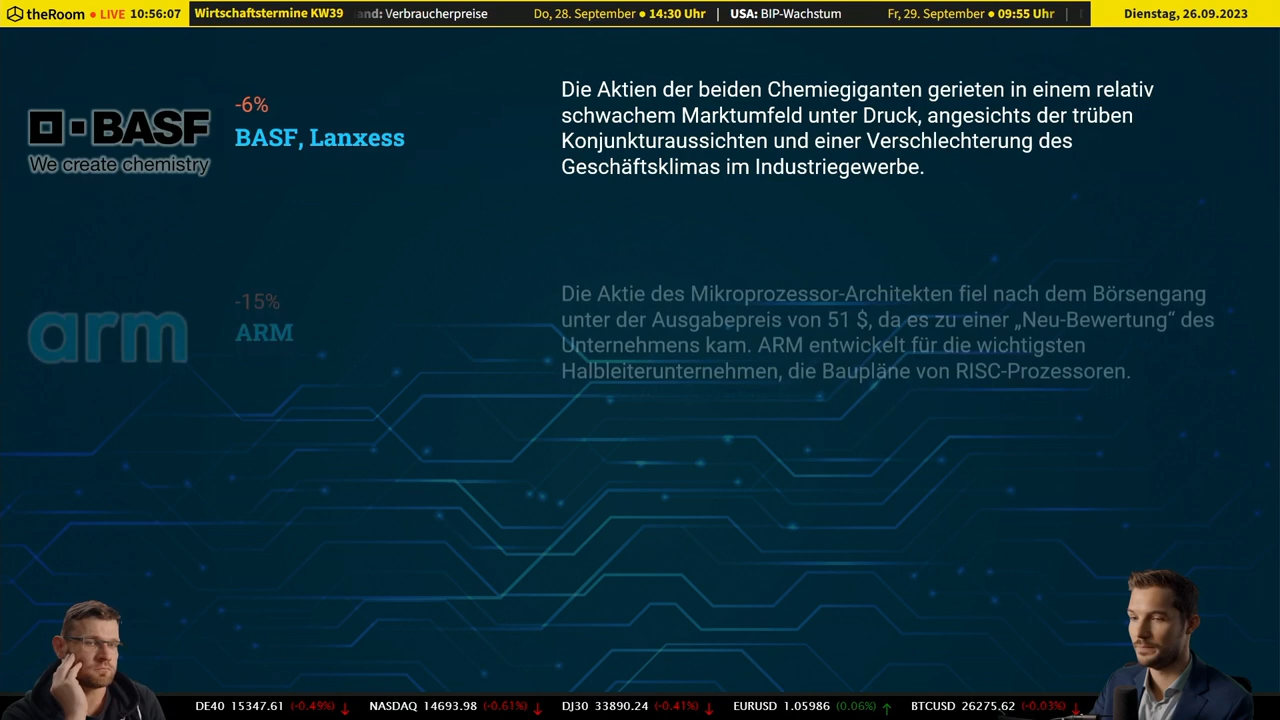 theRoom ● LIVE 10:56:07
Wirtschaftstermine KW39
and: Verbraucherpreise Do, 28. September ● 14:30 Uhr | USA: BIP-Wachstum Fr, 29. September ● 09:55 Uhr |
Dienstag, 26.09.2023
BASF
We create chemistry
-6%
BASF, Lanxess
Die Aktien der beiden Chemiegiganten gerieten in einem relativ
schwachem Marktumfeld unter Druck, angesichts der trüben
Konjunkturaussichten und einer Verschlechterung des
Geschäftsklimas im Industriegewerbe.
arm
-15%
ARM
Die Aktie des Mikroprozessor-Architekten fiel nach dem Börsengang
unter der Ausgabepreis von 51 $, da es zu einer „Neu-Bewertung“ des
Unternehmens kam. ARM entwickelt für die wichtigsten
Halbleiterunternehmen, die Baupläne von RISC-Prozessoren.
DE40 15347.61 (-0.49%) ↓ NASDAQ 14693.98 (-0.61%) ↓ DJ30 33890.24 (-0.41%) ↓ EURUSD 1.05986 (0.06%) ↑ BTCUSD 26275.62 (-0.03%) ↓